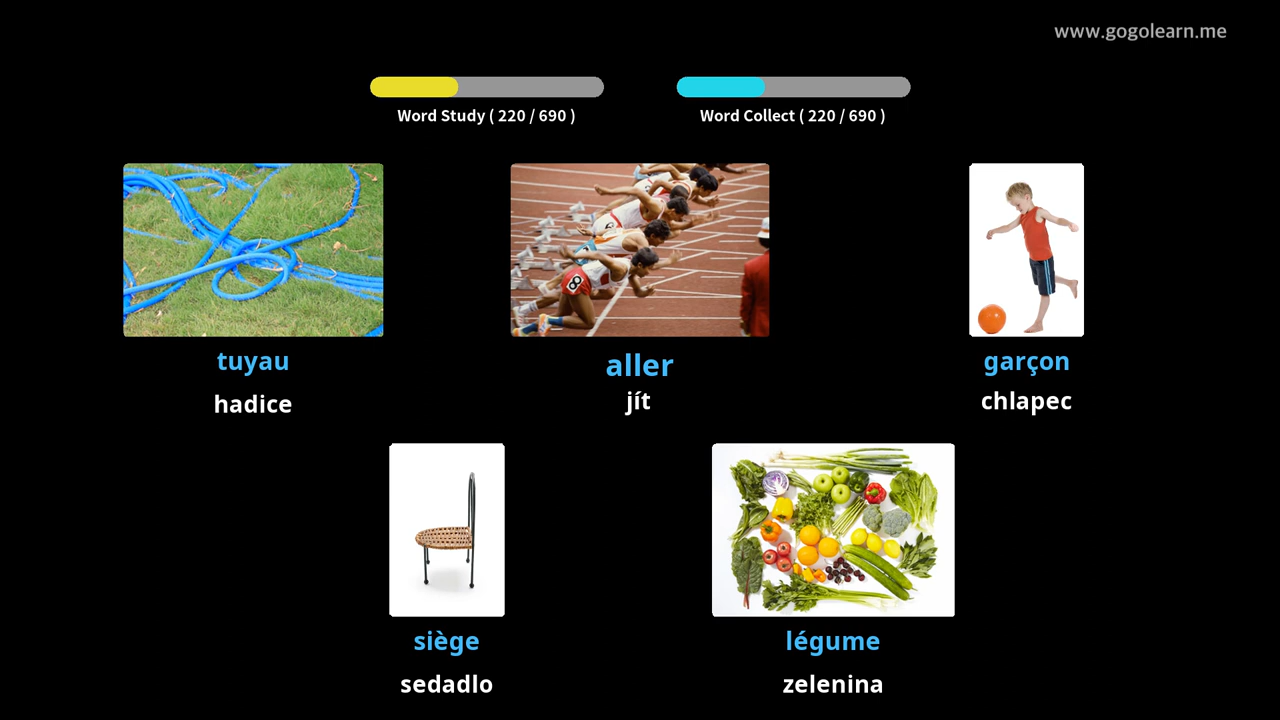 www.gogolearn.me
Word Study ( 220 / 690 )
Word Collect ( 220 / 690 )
tuyau
hadice
aller
jít
garçon
chlapec
siège
sedadlo
légume
zelenina